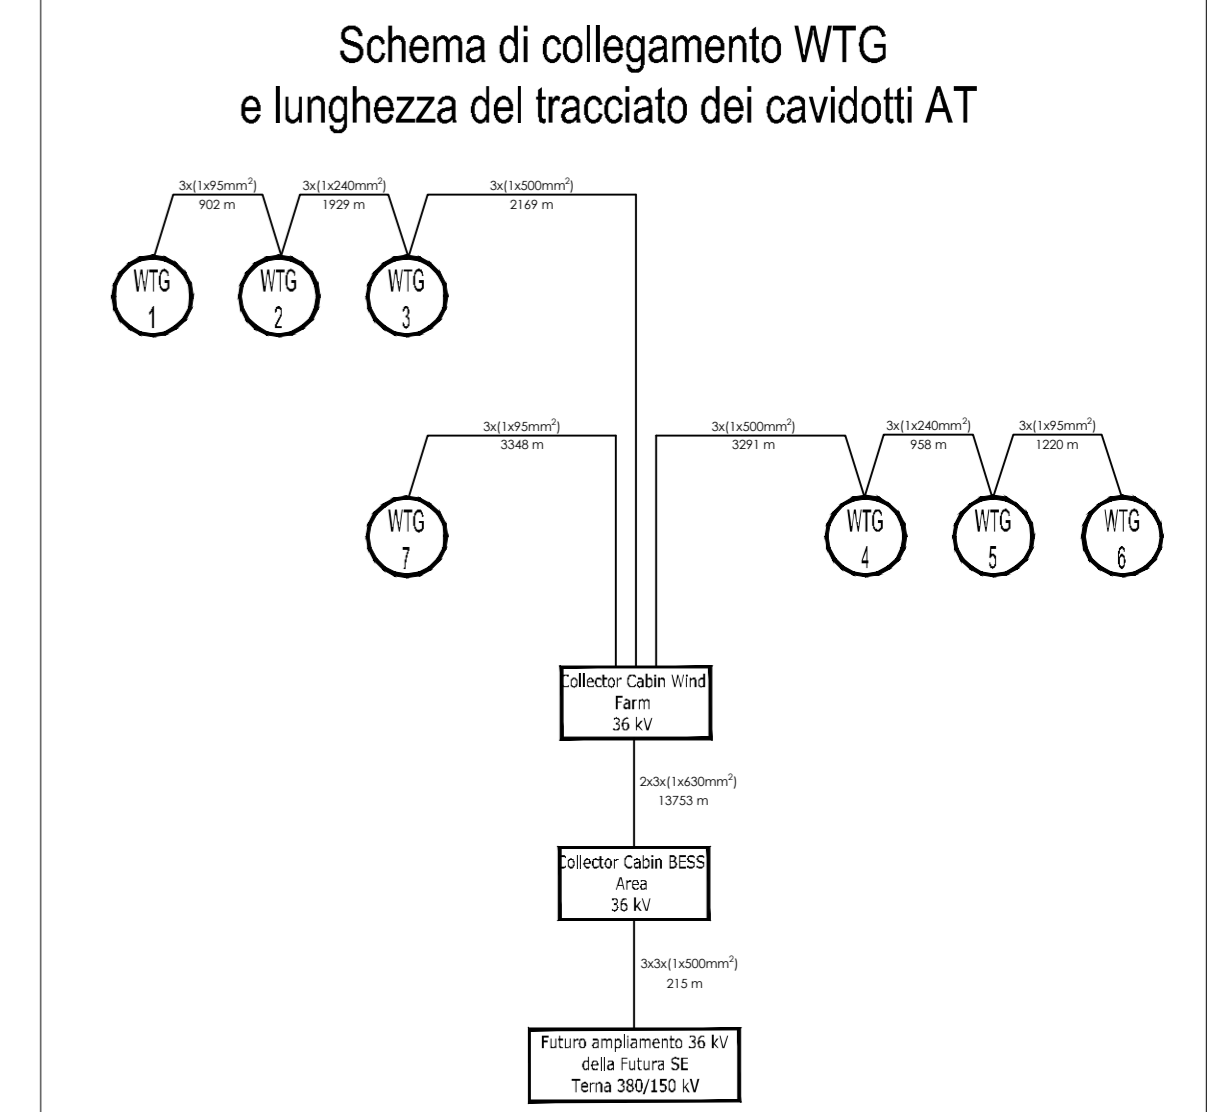 Schema di collegamento WTG
e lunghezza del tracciato dei cavidotti AT
3x(1x95mm²)
902 m
3x(1x240mm²)
1929 m
3x(1x500mm²)
2169 m
WTG
1
WTG
2
WTG
3
3x(1x95mm²)
3348 m
3x(1x500mm²)
3291 m
3x(1x240mm²)
958 m
3x(1x95mm²)
1220 m
WTG
7
WTG
4
WTG
5
WTG
6
Collector Cabin Wind
Farm
36 kV
2x3x(1x630mm²)
13753 m
Collector Cabin BESS
Area
36 kV
3x3x(1x500mm²)
215 m
Futuro ampliamento 36 kV
della Futura SE
Terna 380/150 kV